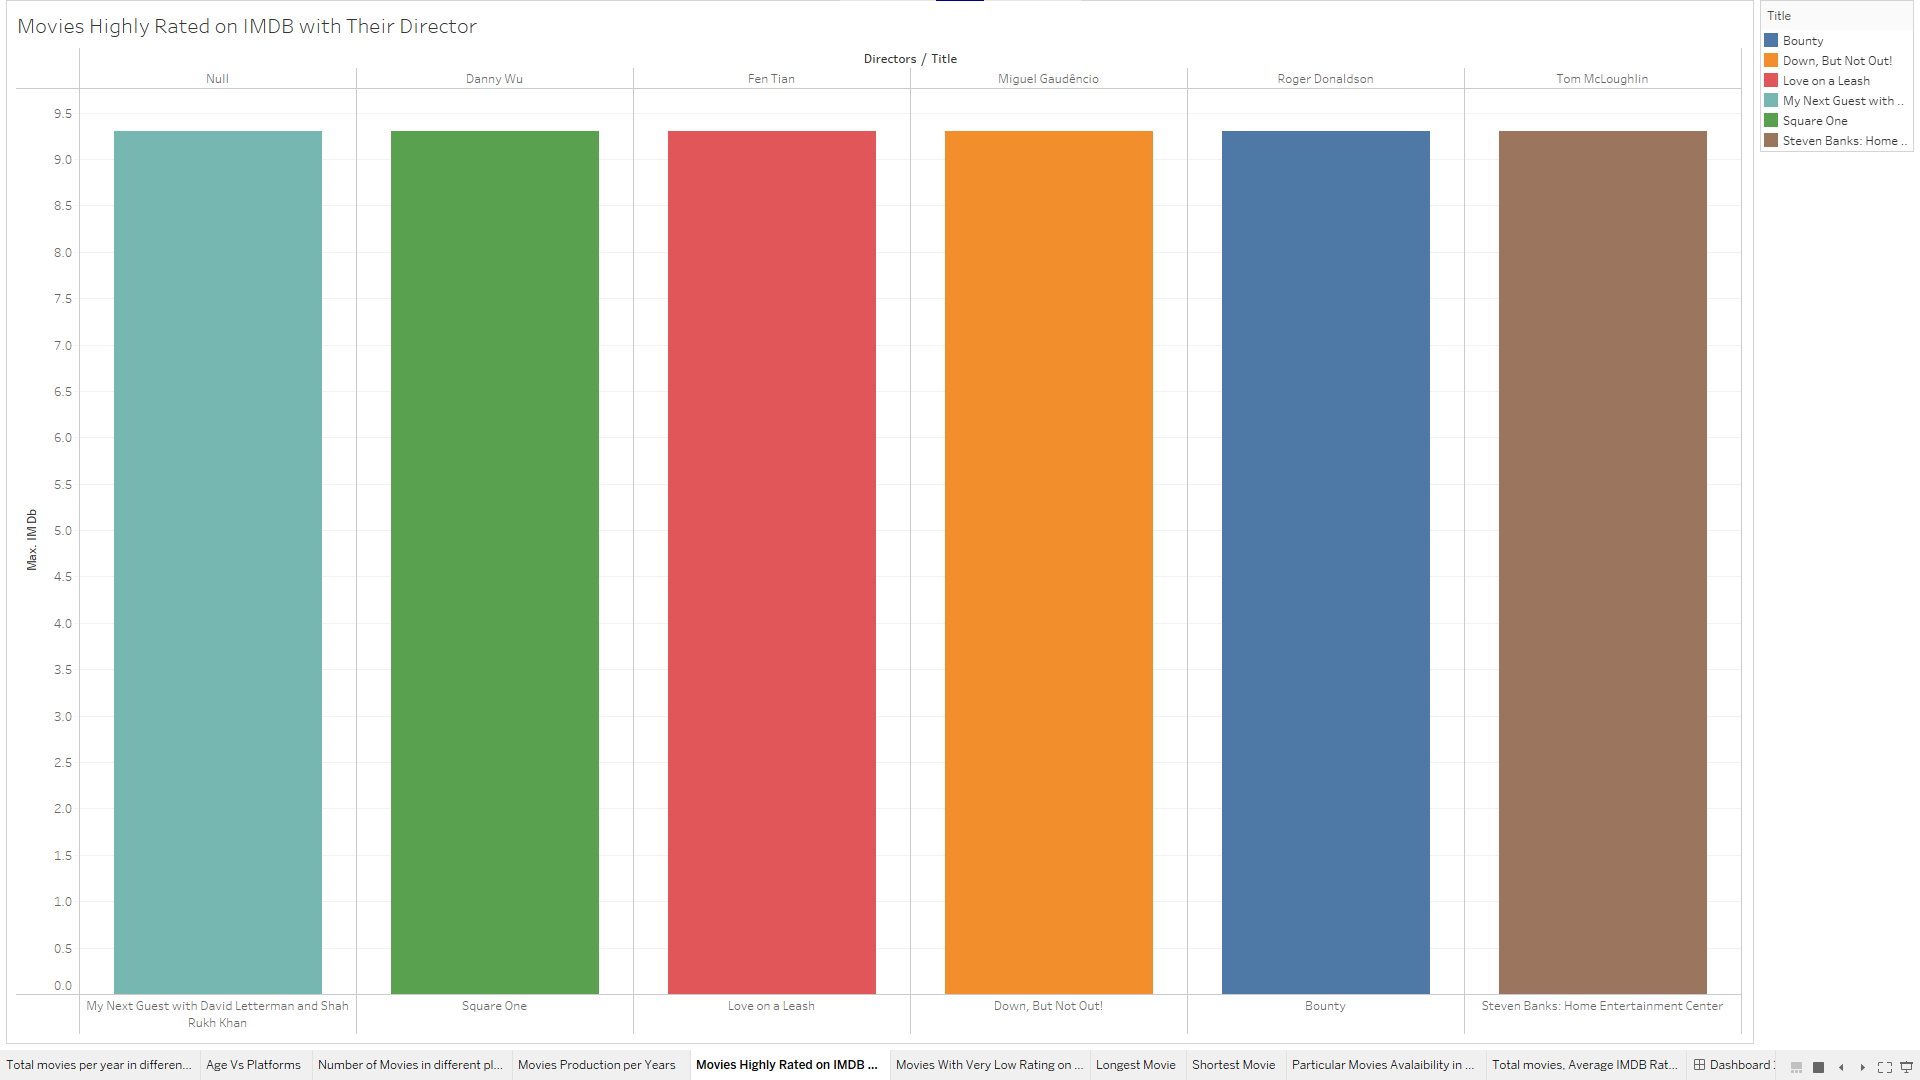 Movies Highly Rated on IMDB with Their Director
Directors / Title
Null
Danny Wu
Fen Tian
Miguel Gaudêncio
Roger Donaldson
Tom McLoughlin
9.5
9.0
8.5
8.0
7.5
7.0
6.5
6.0
5.5
5.0
4.5
4.0
3.5
3.0
2.5
2.0
1.5
1.0
0.5
0.0
Max. IM Db
My Next Guest with David Letterman and Shah
Rukh Khan
Square One
Love on a Leash
Down, But Not Out!
Bounty
Steven Banks: Home Entertainment Center
Title
Bounty
Down, But Not Out!
Love on a Leash
My Next Guest with ..
Square One
Steven Banks: Home ..
Total movies per year in differen...
Age Vs Platforms
Number of Movies in different pl...
Movies Production per Years
Movies Highly Rated on IMDB ...
Movies With Very Low Rating on ...
Longest Movie
Shortest Movie
Particular Movies Avalaibility in ...
Total movies, Average IMDB Rat...
Dashboard